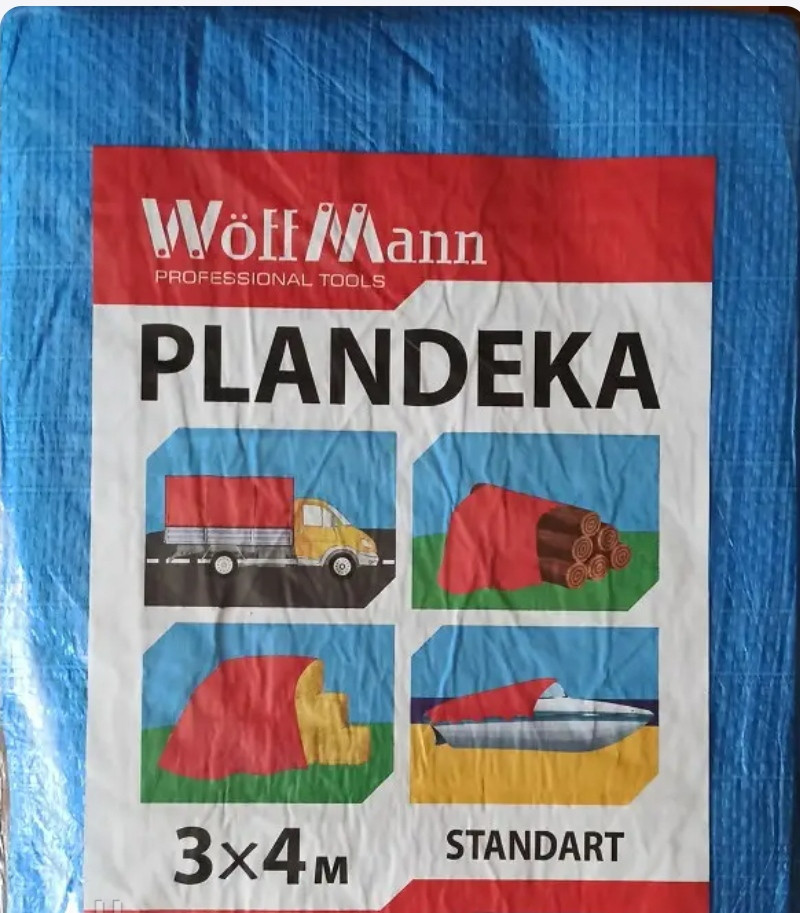 WöffMann
PROFESSIONAL TOOLS
PLANDEKA
3×4м
STANDART